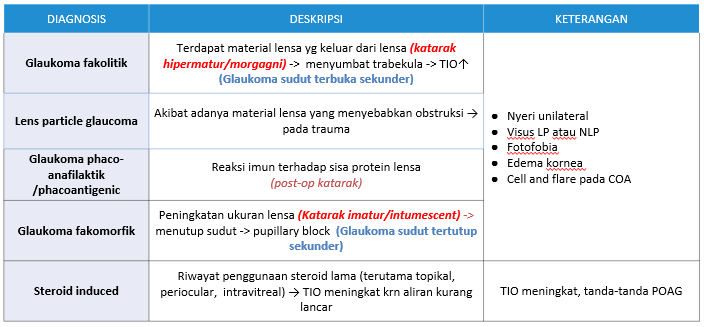 DIAGNOSIS
DESKRIPSI
KETERANGAN
Glaukoma fakolitik
Terdapat material lensa yg keluar dari lensa (katarak
hipermatur/morgagni) -> menyumbat trabekula -> TIO↑
(Glaukoma sudut terbuka sekunder)
Lens particle glaucoma
Akibat adanya material lensa yang menyebabkan obstruksi →
pada trauma
Glaukoma phaco-
anafilaktik
/phacoantigenic
Reaksi imun terhadap sisa protein lensa
(post-op katarak)
Glaukoma fakomorfik
Peningkatan ukuran lensa (Katarak imatur/intumescent) ->
menutup sudut -> pupillary block (Glaukoma sudut tertutup
sekunder)
● Nyeri unilateral
● Visus LP atau NLP
● Fotofobia
● Edema kornea
● Cell and flare pada COA
Steroid induced
Riwayat penggunaan steroid lama (terutama topikal,
periocular, intravitreal) → TIO meningkat krn aliran kurang
lancar
TIO meningkat, tanda-tanda POAG